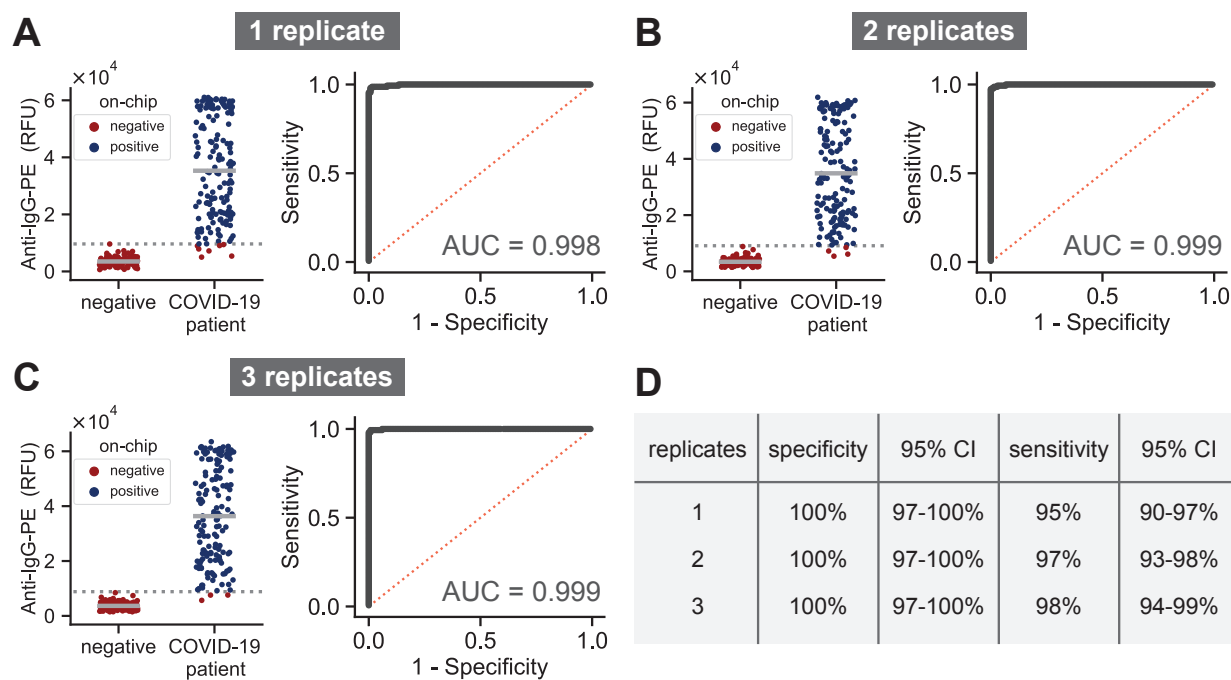 A
1 replicate
×10⁴
Anti-IgG-PE (RFU)
6
4
2
0
on-chip
negative
positive
negative
COVID-19
patient
Sensitivity
1.0
0.5
0.0
AUC = 0.998
0.0
0.5
1.0
1 - Specificity
B
2 replicates
×10⁴
Anti-IgG-PE (RFU)
6
4
2
0
on-chip
negative
positive
negative
COVID-19
patient
Sensitivity
1.0
0.5
0.0
AUC = 0.999
0.0
0.5
1.0
1 - Specificity
C
3 replicates
×10⁴
Anti-IgG-PE (RFU)
6
4
2
0
on-chip
negative
positive
negative
COVID-19
patient
Sensitivity
1.0
0.5
0.0
AUC = 0.999
0.0
0.5
1.0
1 - Specificity
D
replicates specificity 95% CI sensitivity 95% CI
1 100% 97-100% 95% 90-97%
2 100% 97-100% 97% 93-98%
3 100% 97-100% 98% 94-99%